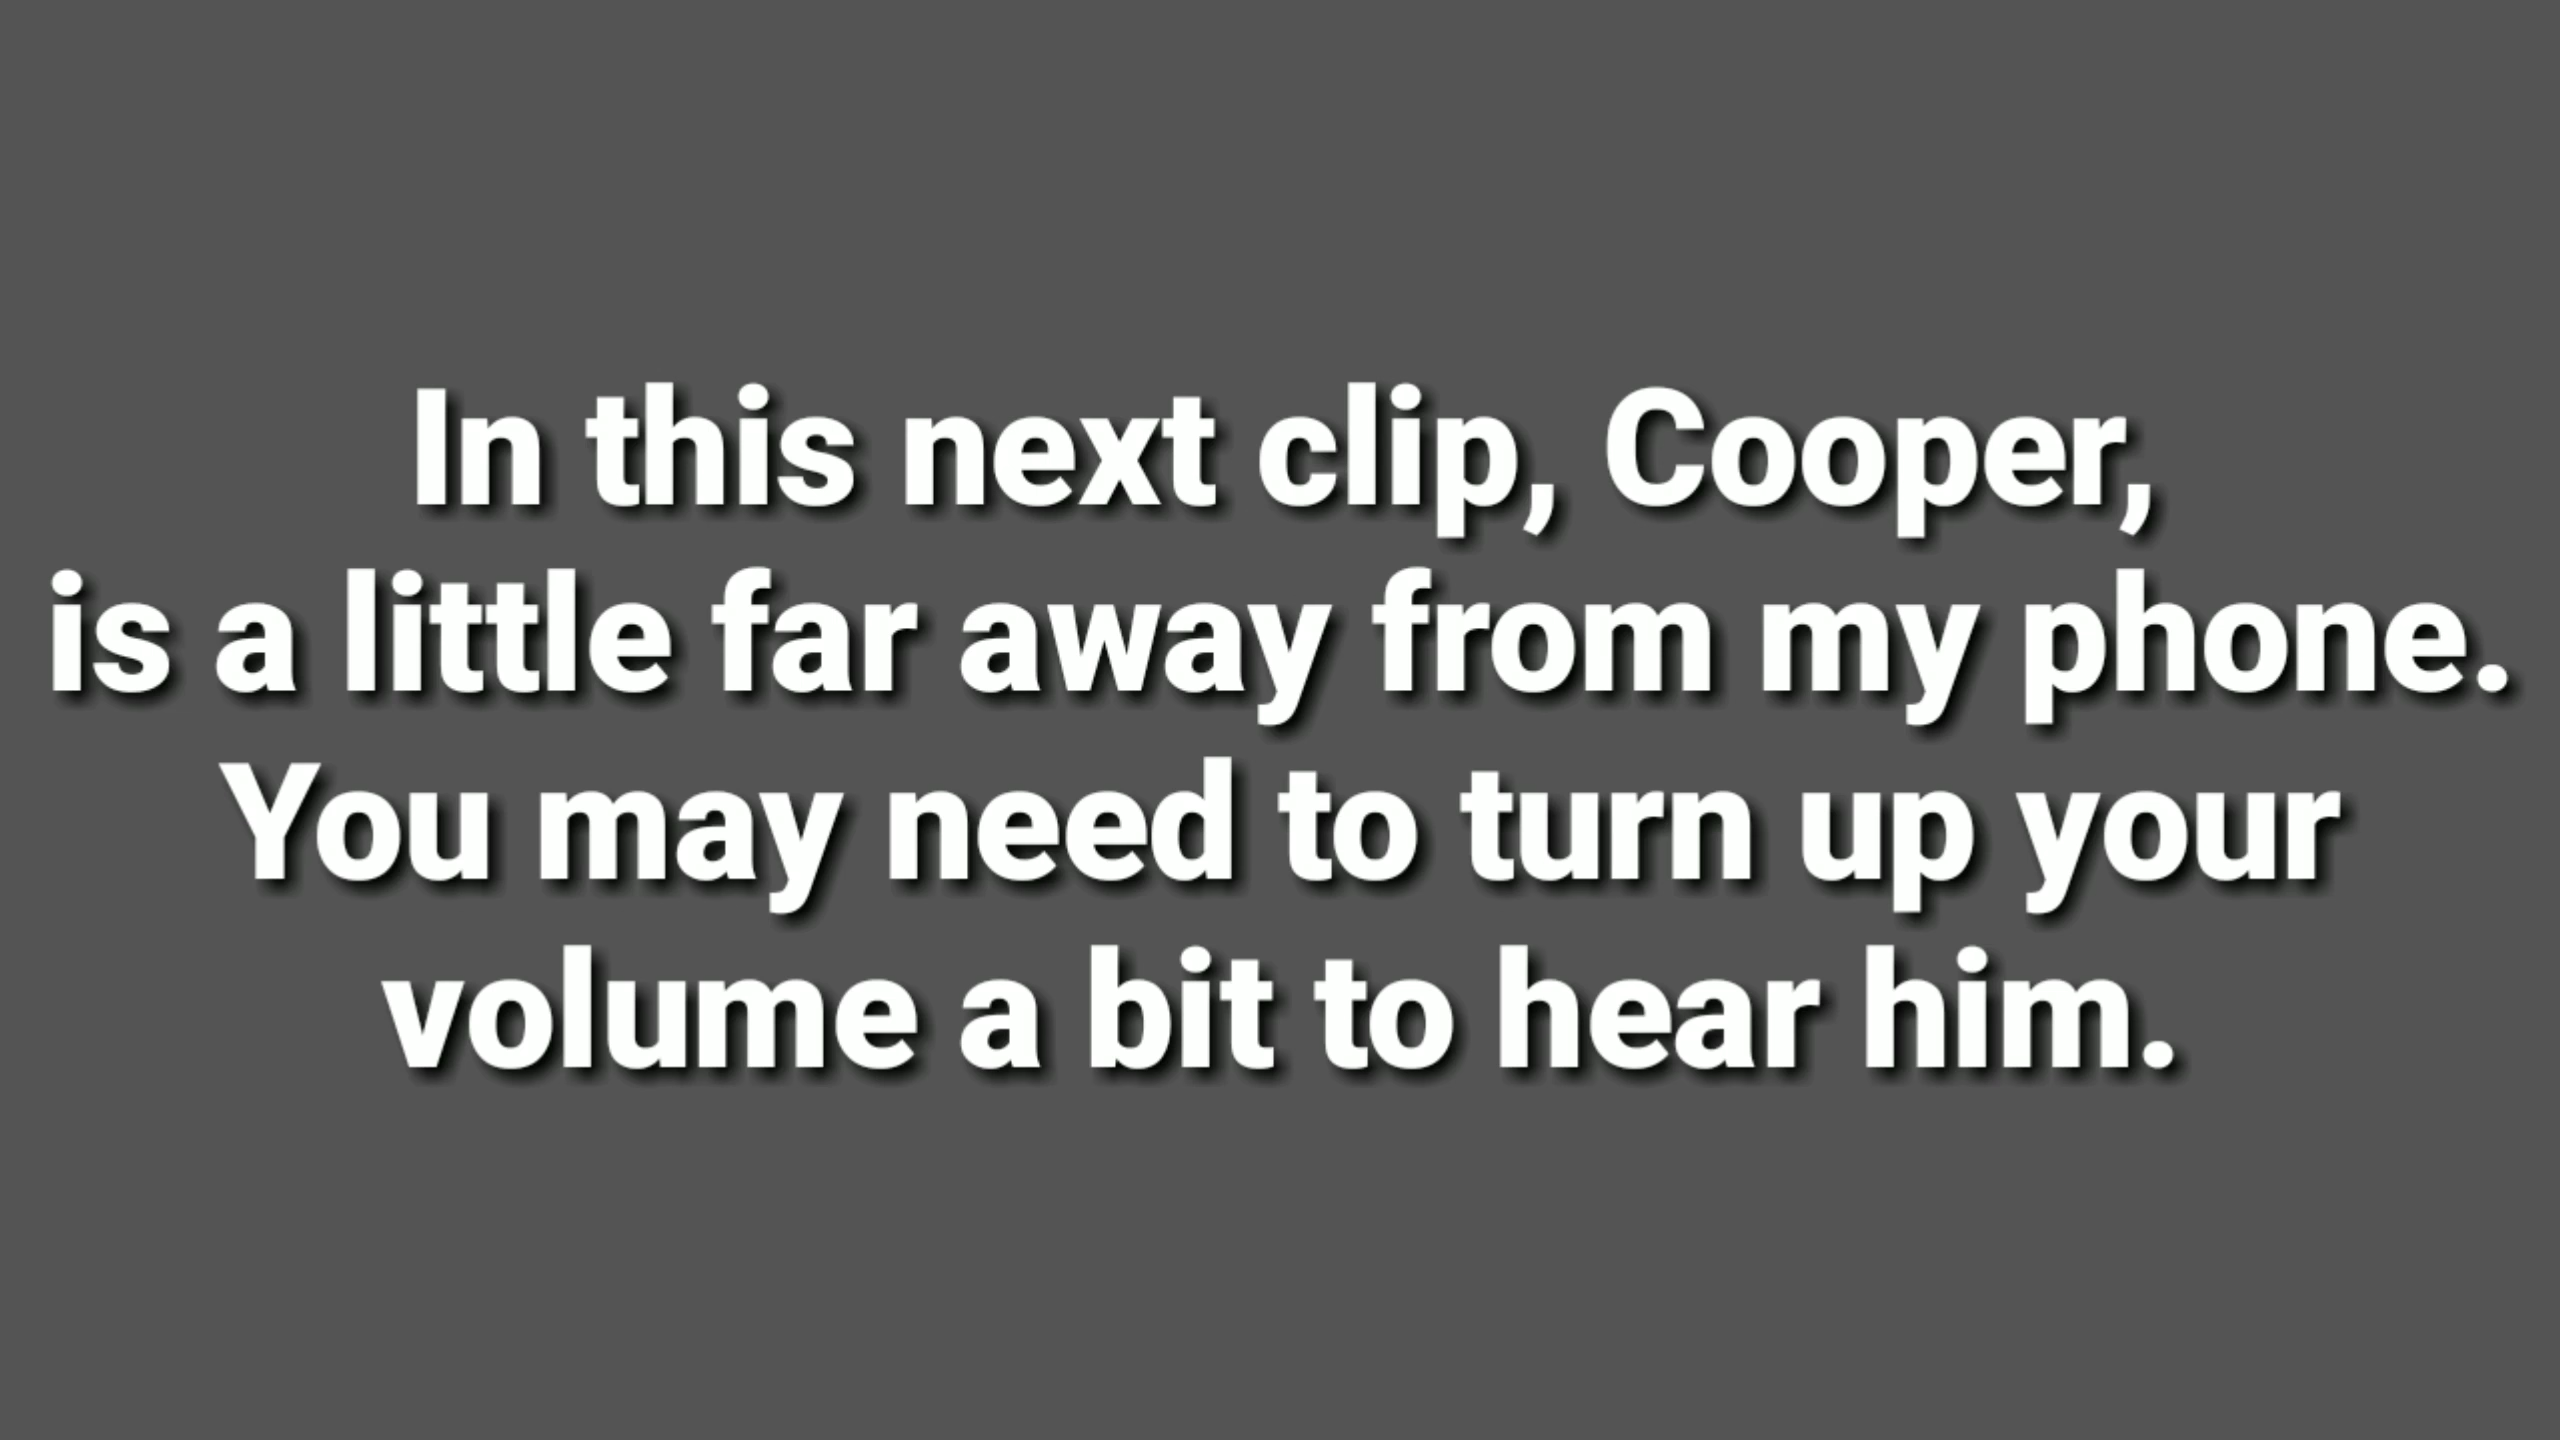 In this next clip, Cooper,
is a little far away from my phone.
You may need to turn up your
volume a bit to hear him.